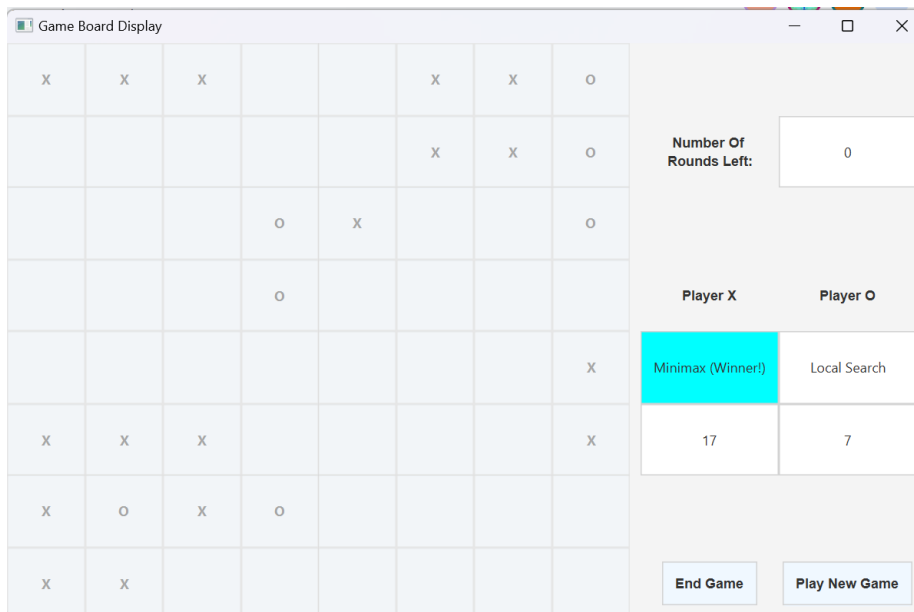 Game Board Display
X X X X X O
X X O
O X O
O
X
X X X X
X O X O
X X
Number Of
Rounds Left:
0
Player X Player O
Minimax (Winner!) Local Search
17 7
End Game Play New Game